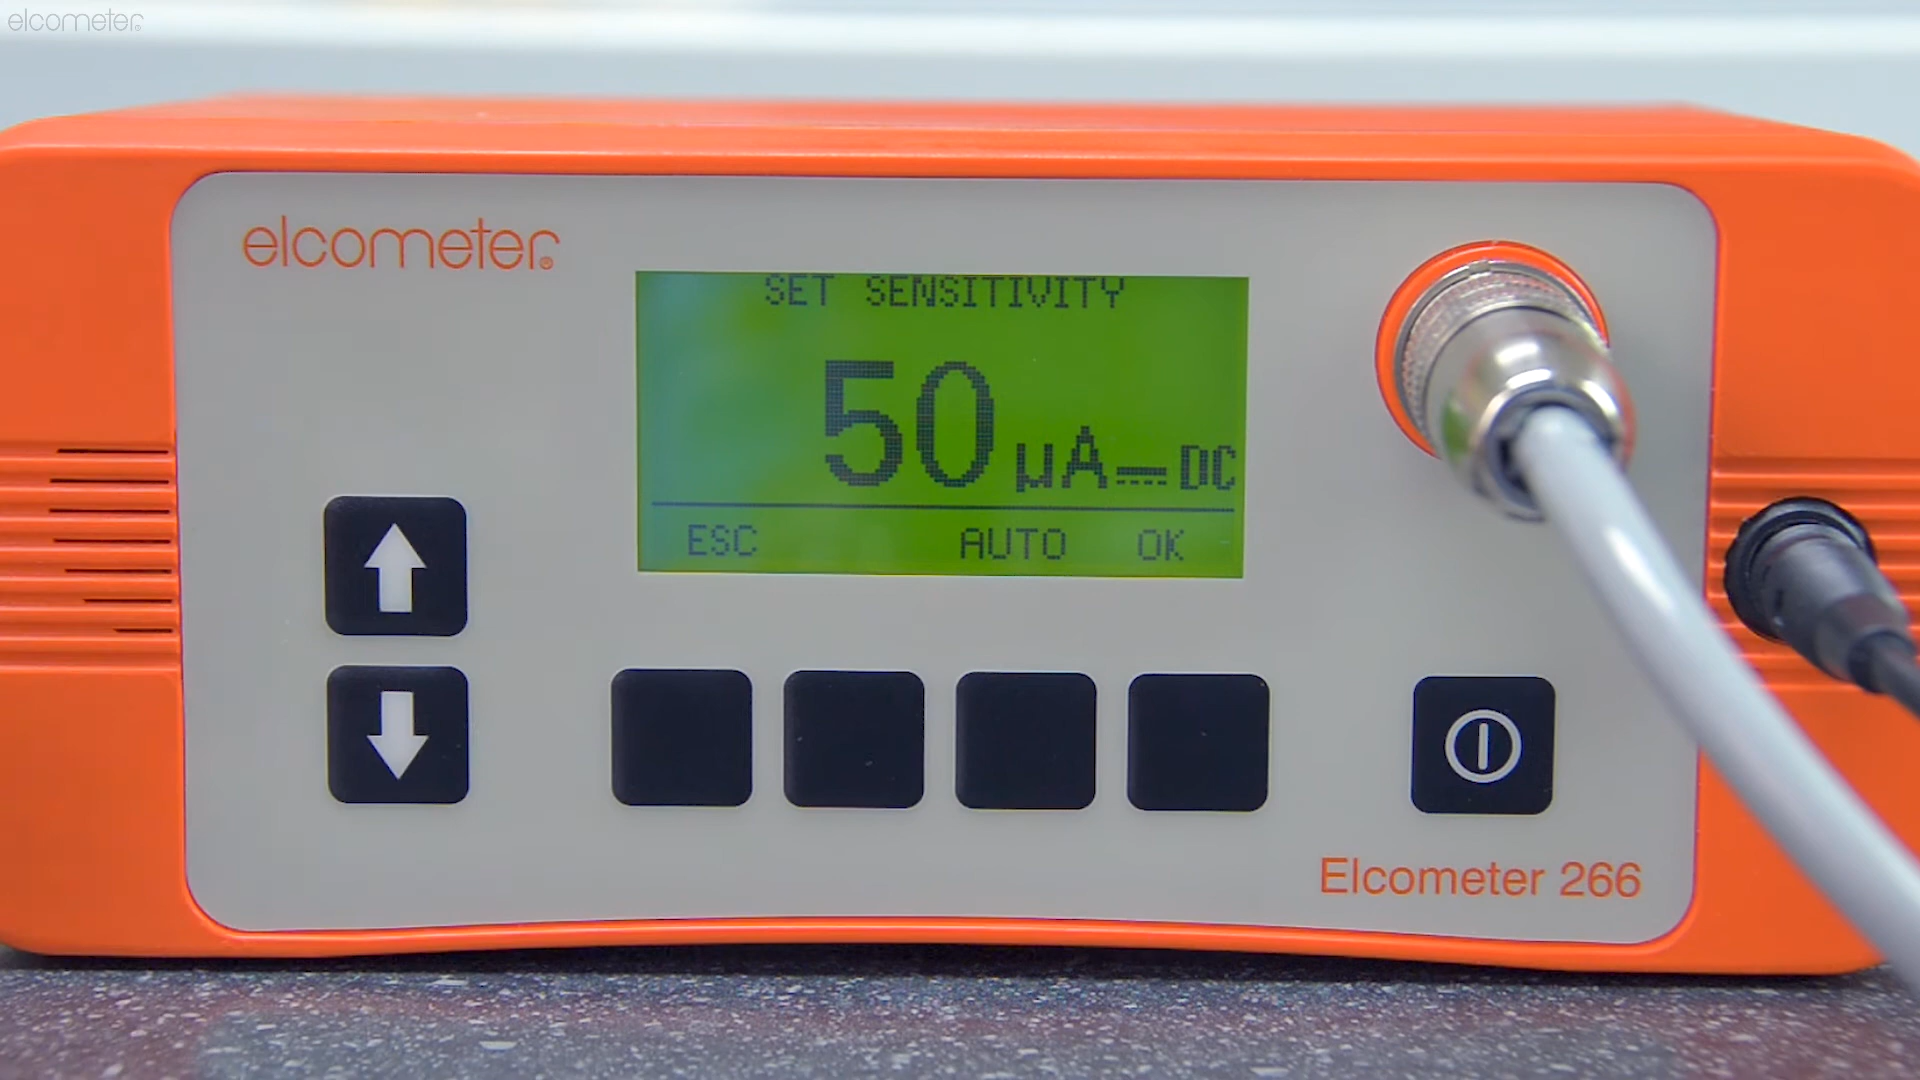 elcometer
elcometer
SET SENSITIVITY
50 µA DC
ESC AUTO OK
Elcometer 266